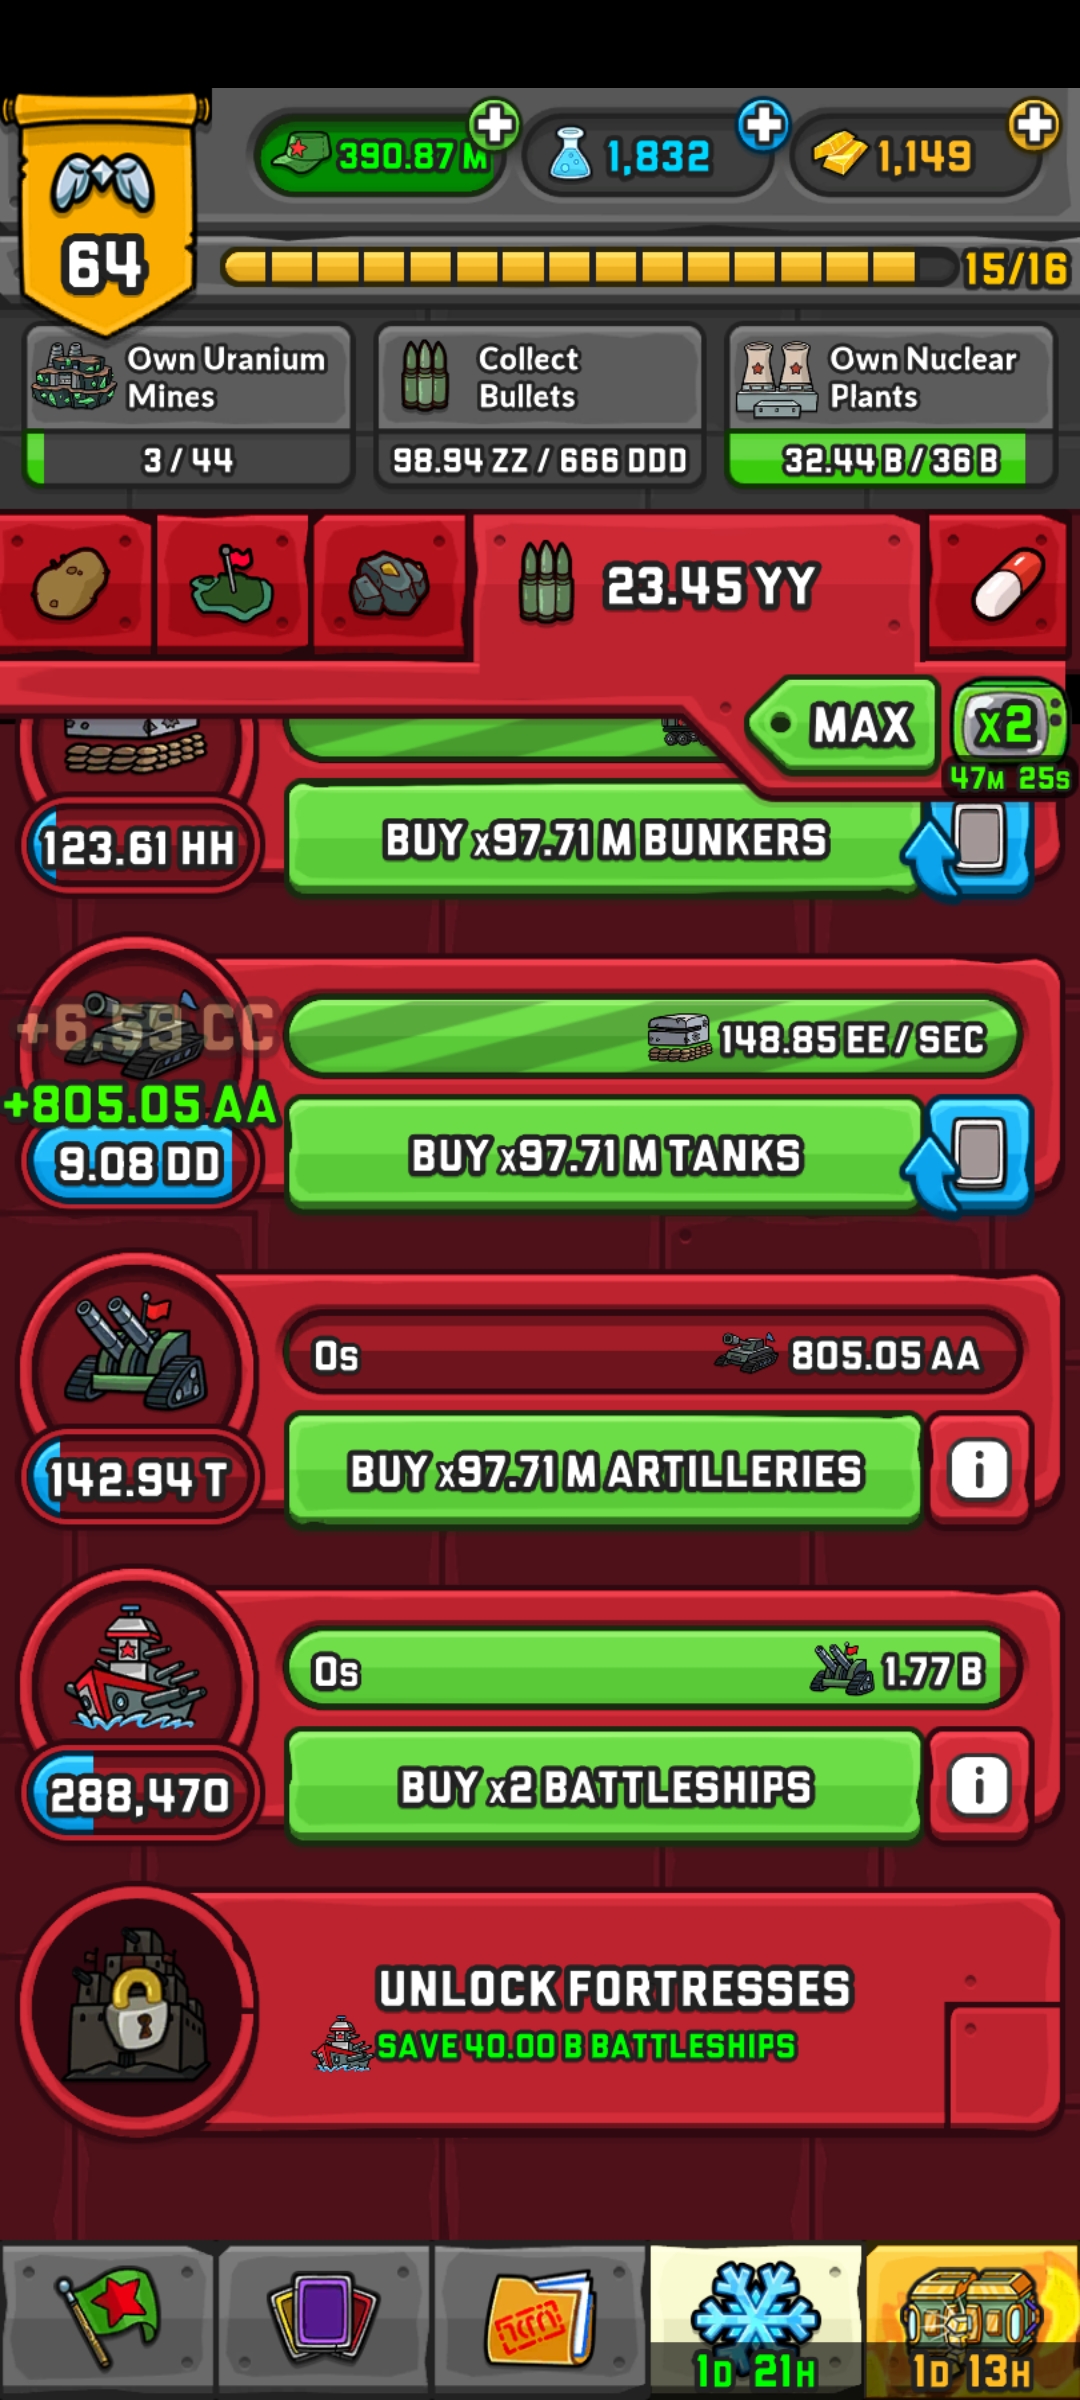 390.87 M
1,832
1,149
64
15/16
Own Uranium
Mines
3 / 44
Collect
Bullets
98.94 ZZ / 666 DDD
Own Nuclear
Plants
32.44 B / 36 B
23.45 YY
MAX
x2
47M 25S
123.61 HH
BUY x97.71 M BUNKERS
+6.59 CC
148.85 EE / SEC
+805.05 AA
9.08 DD
BUY x97.71 M TANKS
0s
805.05 AA
142.94 T
BUY x97.71 M ARTILLERIES
i
0s
1.77 B
288,470
BUY x2 BATTLESHIPS
i
UNLOCK FORTRESSES
SAVE 40.00 B BATTLESHIPS
1D 21H
1D 13H